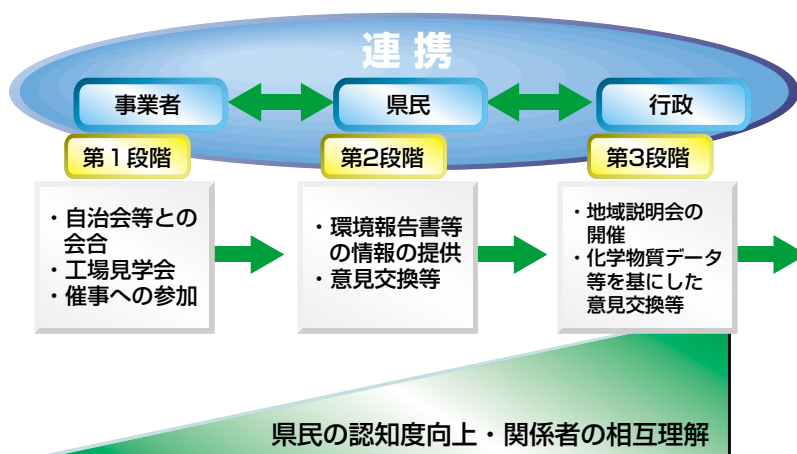 連携
事業者
県民
行政
第1段階
第2段階
第3段階
・自治会等との
会合
・工場見学会
・催事への参加
・環境報告書等
の情報の提供
・意見交換等
・地域説明会の
開催
・化学物質データ
等を基にした
意見交換等
県民の認知度向上・関係者の相互理解